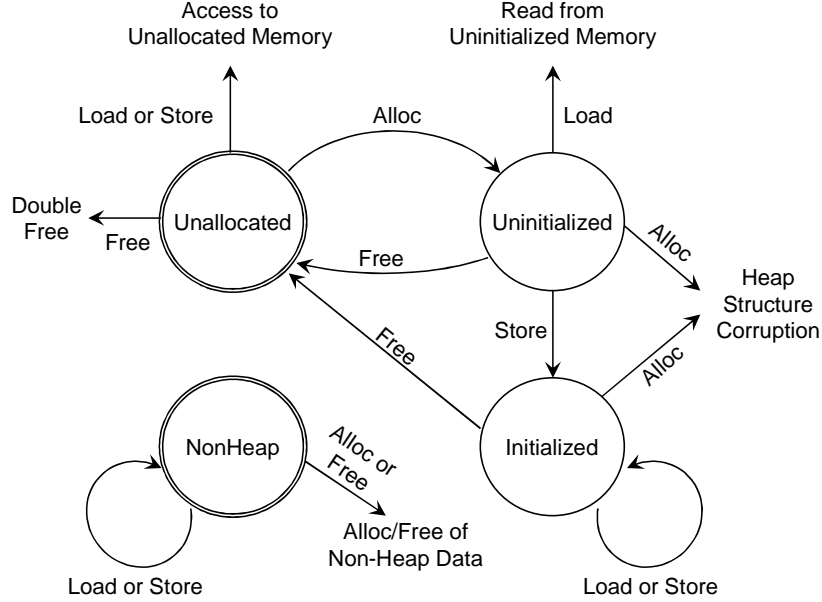 Access to
Unallocated Memory
Read from
Uninitialized Memory
Load or Store
Alloc
Load
Double
Free
Free
Unallocated
Uninitialized
Alloc
Free
Heap
Structure
Corruption
Store
Free
Alloc
NonHeap
Alloc or
Free
Initialized
Alloc/Free of
Non-Heap Data
Load or Store
Load or Store